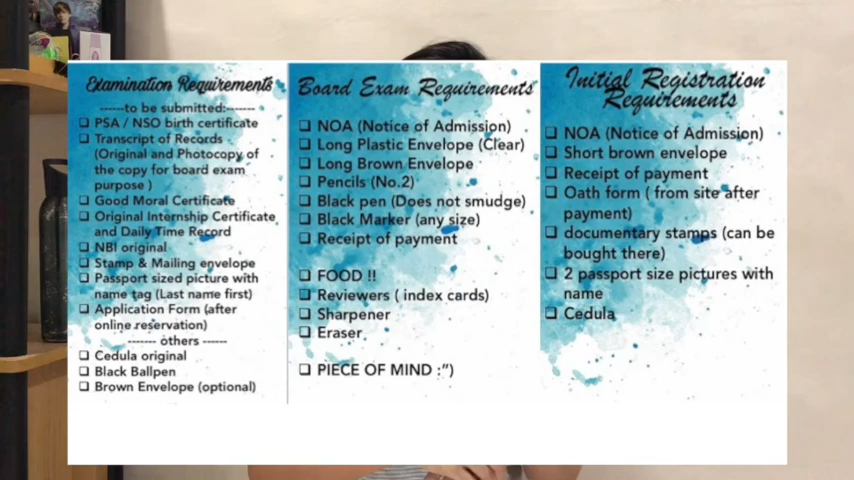 Examination Requirements
------to be submitted:-------
❏ PSA / NSO birth certificate
❏ Transcript of Records
(Original and Photocopy of
the copy for board exam
purpose )
❏ Good Moral Certificate
❏ Original Internship Certificate
and Daily Time Record
❏ NBI original
❏ Stamp & Mailing envelope
❏ Passport sized picture with
name tag (Last name first)
❏ Application Form (after
online reservation)
------- others ------
❏ Cedula original
❏ Black Ballpen
❏ Brown Envelope (optional)
Board Exam Requirements
❏ NOA (Notice of Admission)
❏ Long Plastic Envelope (Clear)
❏ Long Brown Envelope
❏ Pencils (No.2)
❏ Black pen (Does not smudge)
❏ Black Marker (any size)
❏ Receipt of payment
❏ FOOD !!
❏ Reviewers ( index cards)
❏ Sharpener
❏ Eraser
❏ PIECE OF MIND :")
Initial Registration
Requirements
❏ NOA (Notice of Admission)
❏ Short brown envelope
❏ Receipt of payment
❏ Oath form ( from site after
payment)
❏ documentary stamps (can be
bought there)
❏ 2 passport size pictures with
name
❏ Cedula